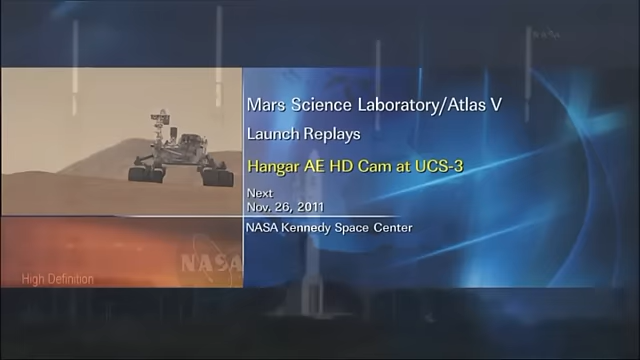 NASA
Mars Science Laboratory/Atlas V
Launch Replays
Hangar AE HD Cam at UCS-3
Next
Nov. 26, 2011
NASA Kennedy Space Center
NASA
High Definition